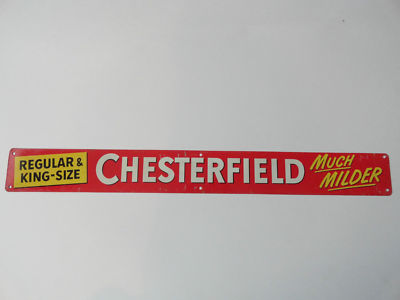 REGULAR &
KING-SIZE
CHESTERFIELD
MUCH
MILDER